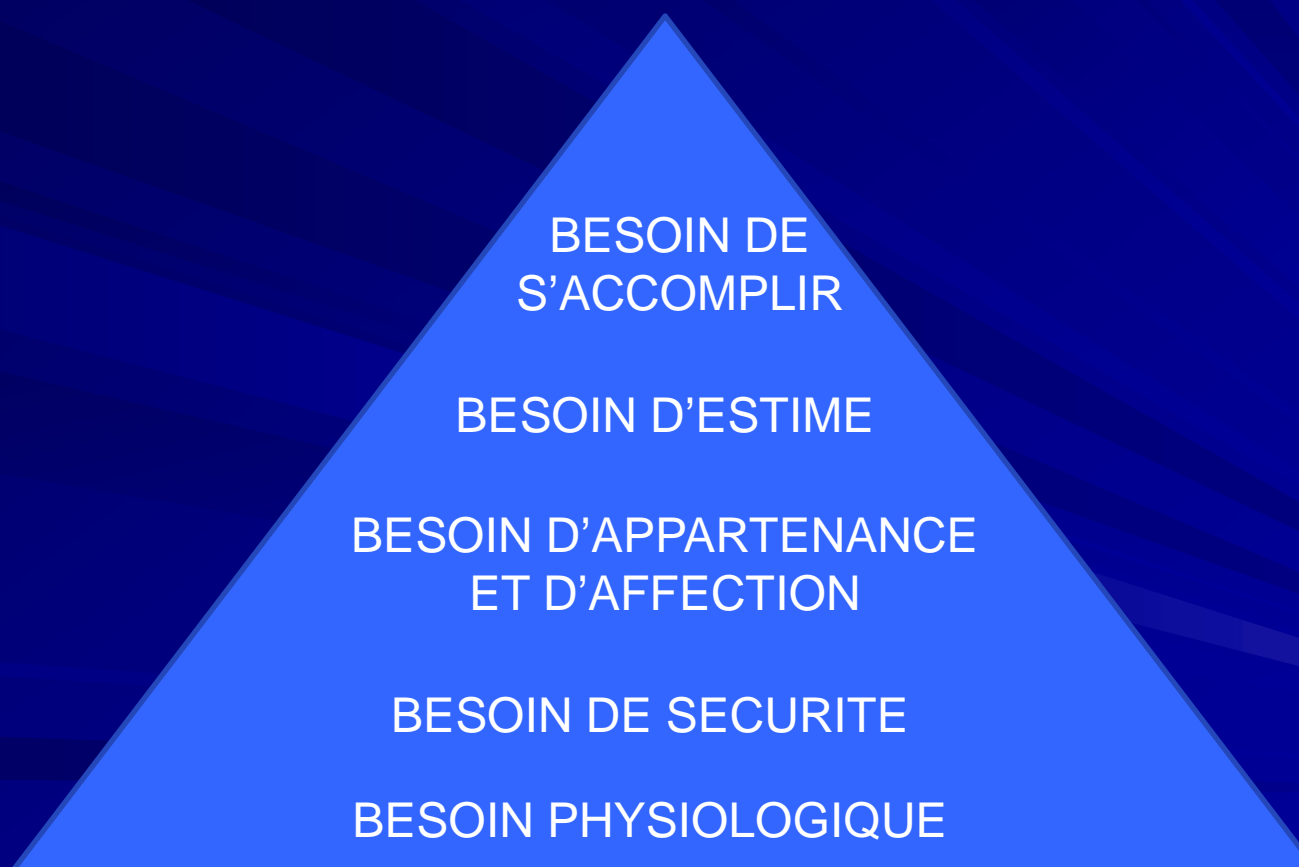 BESOIN DE
S’ACCOMPLIR
BESOIN D’ESTIME
BESOIN D’APPARTENANCE
ET D’AFFECTION
BESOIN DE SECURITE
BESOIN PHYSIOLOGIQUE